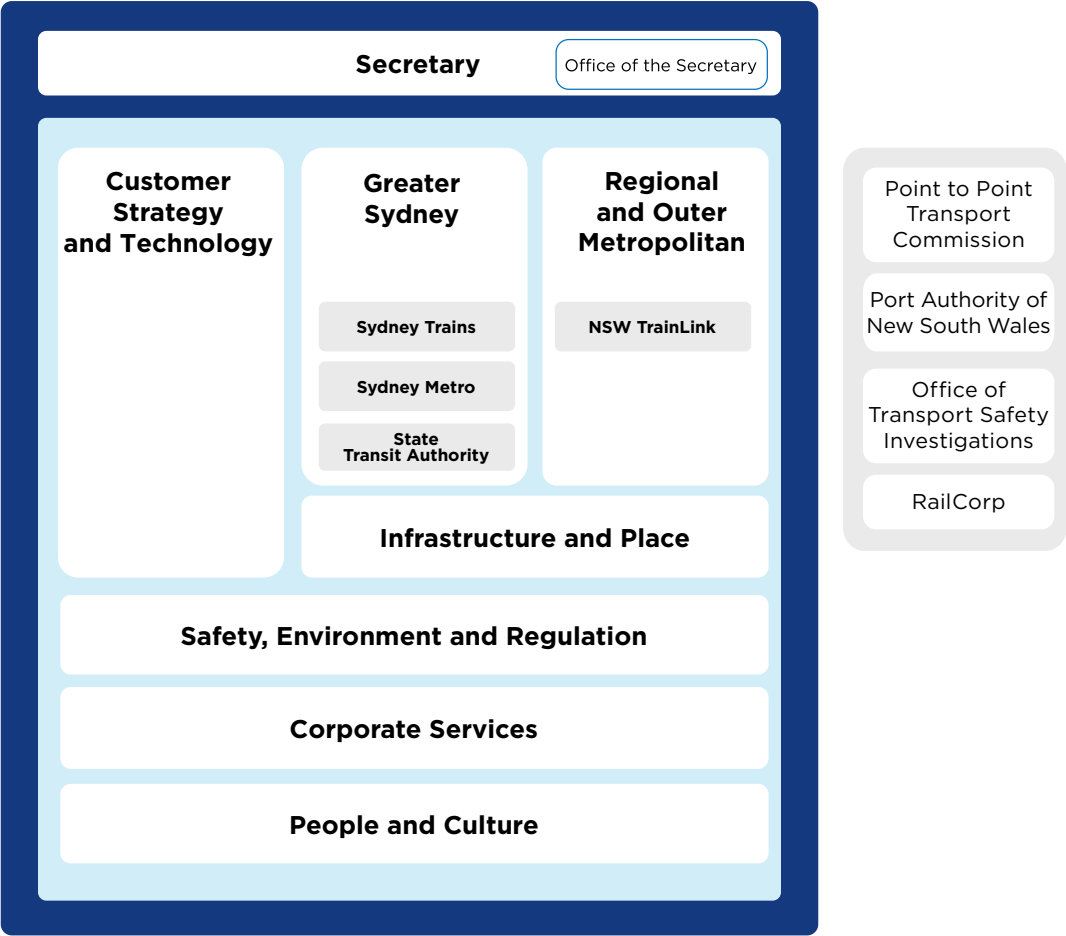 Secretary
Office of the Secretary
Customer
Strategy
and Technology
Greater
Sydney
Sydney Trains
Sydney Metro
State
Transit Authority
Regional
and Outer
Metropolitan
NSW TrainLink
Infrastructure and Place
Safety, Environment and Regulation
Corporate Services
People and Culture
Point to Point
Transport
Commission
Port Authority of
New South Wales
Office of
Transport Safety
Investigations
RailCorp